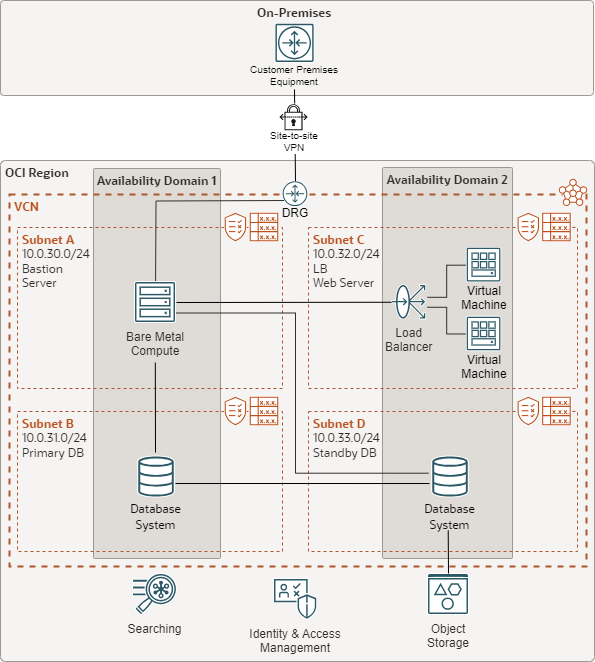 On-Premises
Customer Premises
Equipment
Site-to-site
VPN
OCI Region
Availability Domain 1
Availability Domain 2
VCN
DRG
Subnet A
10.0.30.0/24
Bastion
Server
x.x.x.
x.x.x.
x.x.x.
Bare Metal
Compute
Subnet C
10.0.32.0/24
LB
Web Server
x.x.x.
x.x.x.
x.x.x.
Load
Balancer
Virtual
Machine
Virtual
Machine
Subnet B
10.0.31.0/24
Primary DB
x.x.x.
x.x.x.
x.x.x.
Database
System
Subnet D
10.0.33.0/24
Standby DB
x.x.x.
x.x.x.
x.x.x.
Database
System
Searching
Identity & Access
Management
Object
Storage